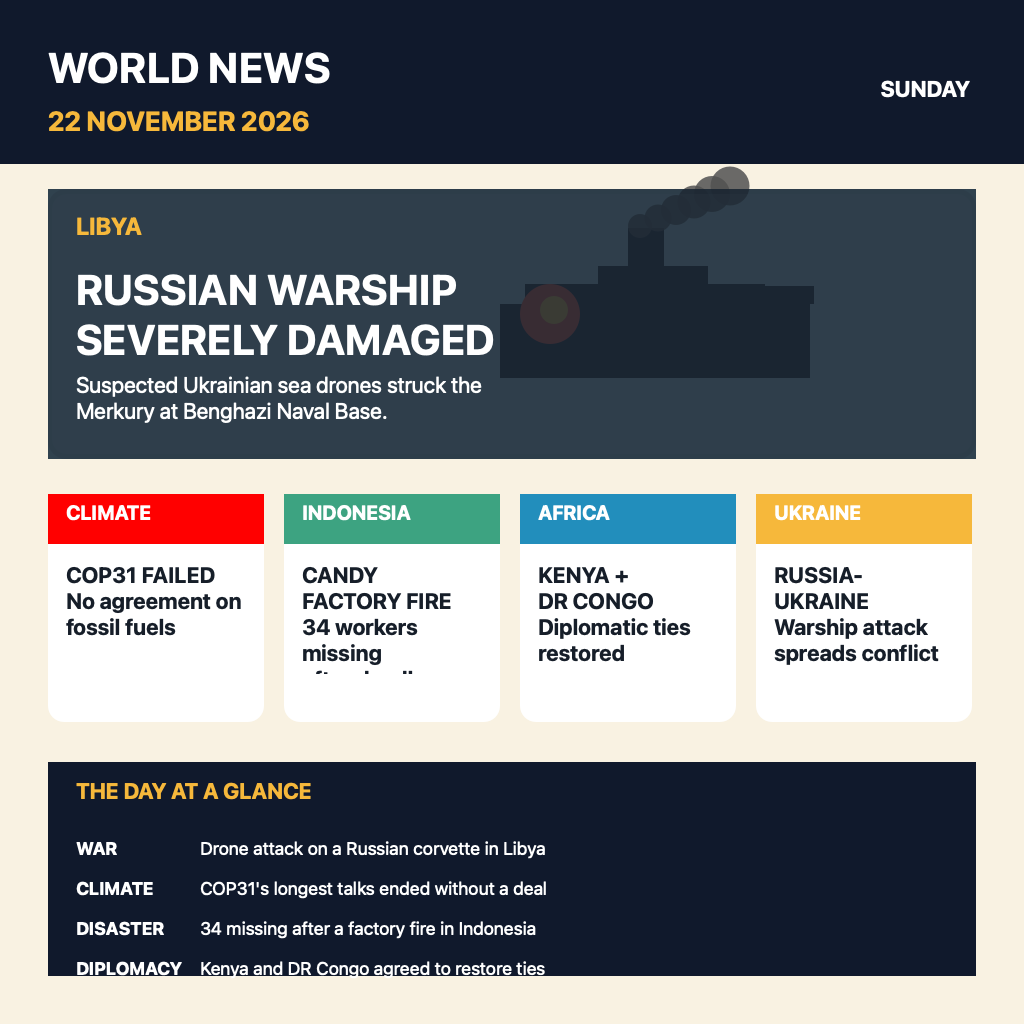 WORLD NEWS
22 NOVEMBER 2026
SUNDAY
LIBYA
RUSSIAN WARSHIP
SEVERELY DAMAGED
Suspected Ukrainian sea drones struck the
Merkury at Benghazi Naval Base.
CLIMATE
COP31 FAILED
No agreement on
fossil fuels
INDONESIA
CANDY
FACTORY FIRE
34 workers
missing
AFRICA
KENYA +
DR CONGO
Diplomatic ties
restored
UKRAINE
RUSSIA-
UKRAINE
Warship attack
spreads conflict
THE DAY AT A GLANCE
WAR Drone attack on a Russian corvette in Libya
CLIMATE COP31's longest talks ended without a deal
DISASTER 34 missing after a factory fire in Indonesia
DIPLOMACY Kenya and DR Congo agreed to restore ties